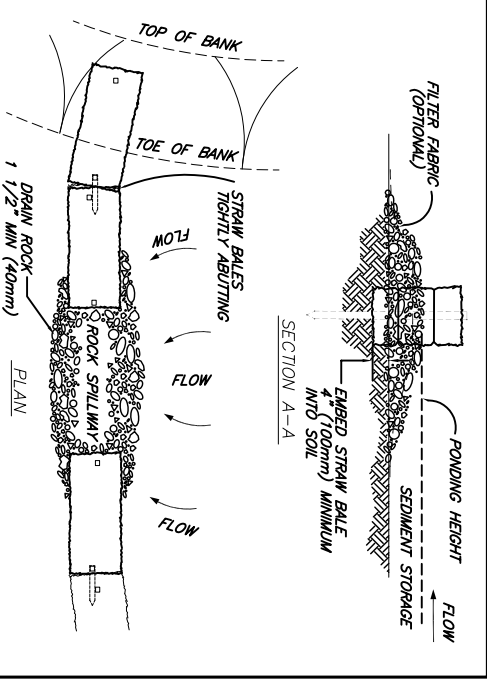 FILTER FABRIC
(OPTIONAL)
PONDING HEIGHT
FLOW
SEDIMENT STORAGE
EMBED STRAW BALE
4" (100mm) MINIMUM
INTO SOIL
SECTION A-A
TOP OF BANK
TOE OF BANK
STRAW BALES
TIGHTLY ABUTTING
FLOW
FLOW
FLOW
ROCK SPILLWAY
DRAIN ROCK
1 1/2" MIN (40mm)
PLAN